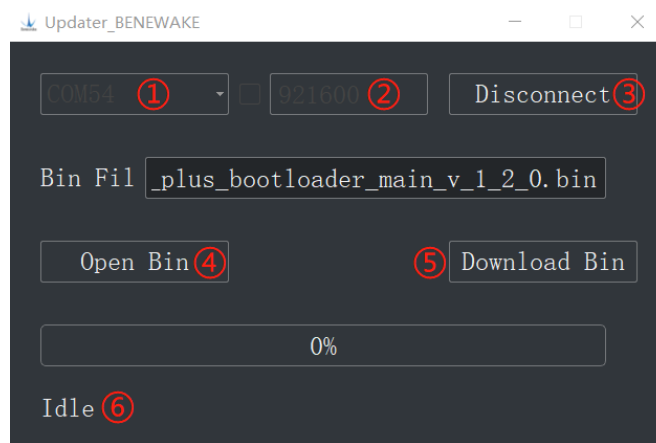 Updater_BENEWAKE
COM54 ① 921600 ② Disconnect ③
Bin Fil _plus_bootloader_main_v_1_2_0.bin
Open Bin ④ ⑤ Download Bin
0%
Idle ⑥